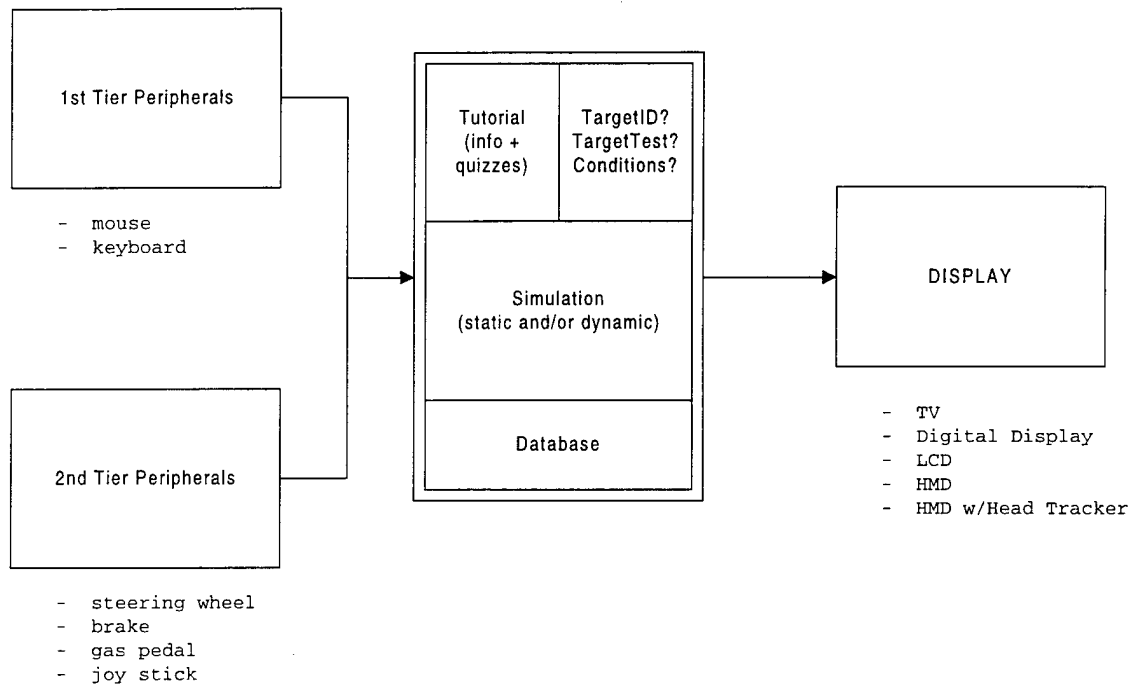 1st Tier Peripherals
- mouse
- keyboard
2nd Tier Peripherals
- steering wheel
- brake
- gas pedal
- joy stick
Tutorial
(info +
quizzes)
TargetID?
TargetTest?
Conditions?
Simulation
(static and/or dynamic)
Database
DISPLAY
- TV
- Digital Display
- LCD
- HMD
- HMD w/Head Tracker